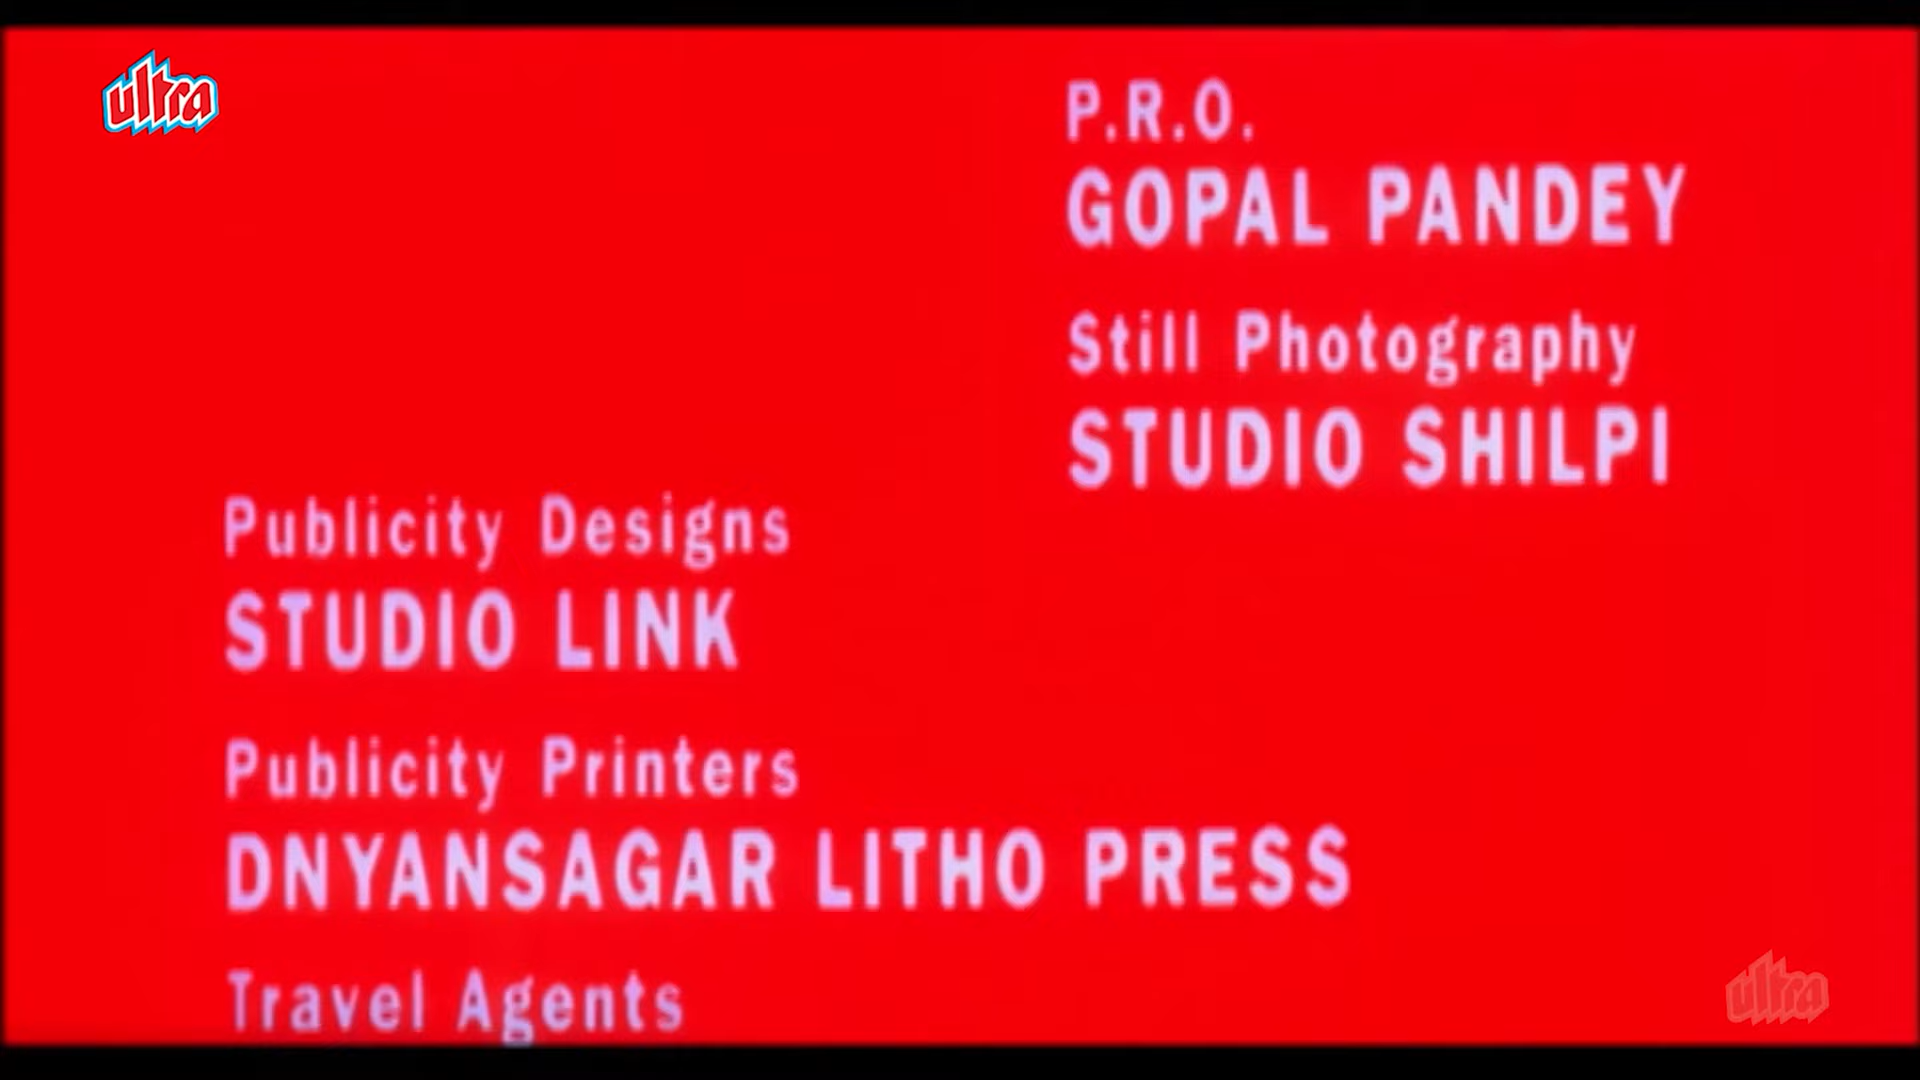 ultra
P.R.O.
GOPAL PANDEY
Still Photography
STUDIO SHILPI
Publicity Designs
STUDIO LINK
Publicity Printers
DNYANSAGAR LITHO PRESS
Travel Agents
ultra